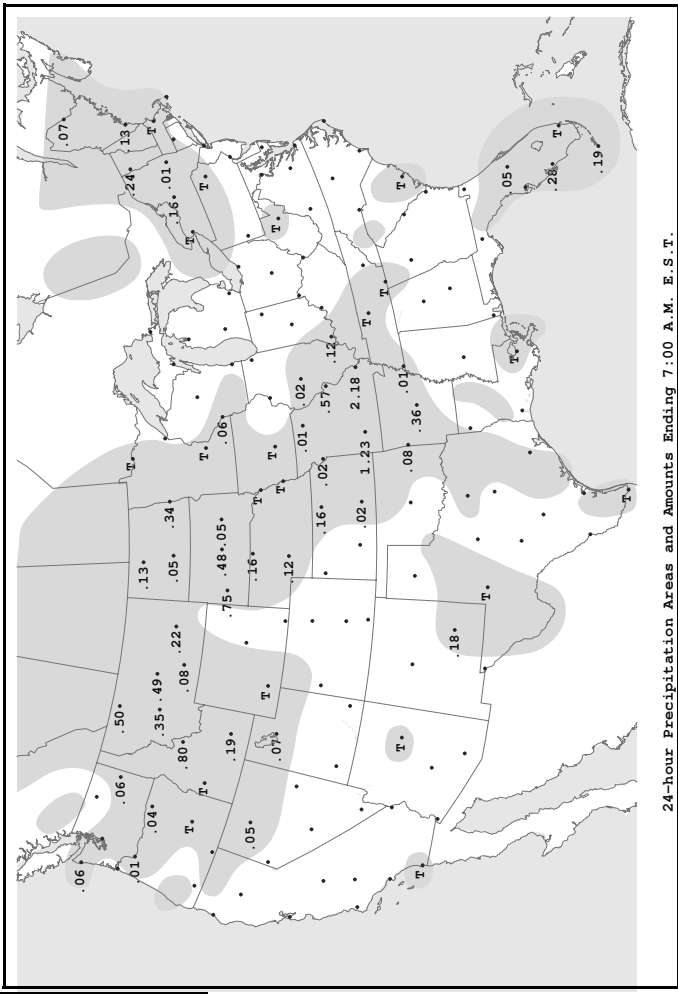 .07
.06
.50
.06
.13
.24
T
.01
.13
T
.04
.49
.35
.01
.34
.16
.05
.22
.80
.08
T
T
T
T
T
.48
.05
.06
.75
.19
.05
.16
T
T
T
T
.07
T
.12
.02
.01
.16
.02
.57
.12
2.18
.02
1.23
T
T
T
T
.01
.08
.36
T
.18
T
.05
T
.28
T
.19
T
24-hour Precipitation Areas and Amounts Ending 7:00 A.M. E.S.T.